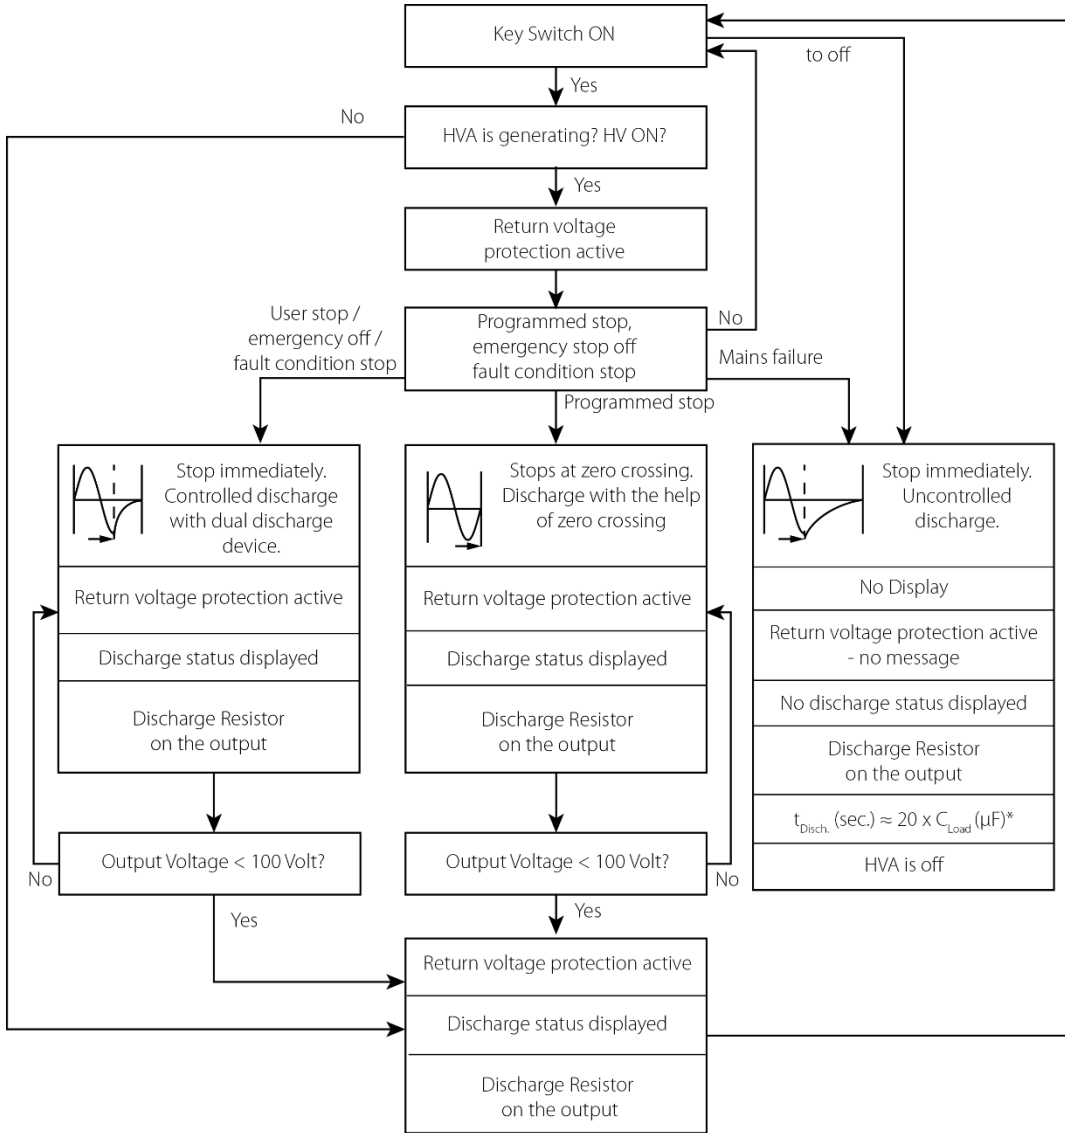 Key Switch ON
to off
Yes
No
HVA is generating? HV ON?
Yes
Return voltage
protection active
User stop /
emergency off /
fault condition stop
Programmed stop,
emergency stop off
fault condition stop
No
Mains failure
Programmed stop
Stop immediately.
Controlled discharge
with dual discharge
device.
Return voltage protection active
Discharge status displayed
Discharge Resistor
on the output
Output Voltage < 100 Volt?
No
Yes
Stops at zero crossing.
Discharge with the help
of zero crossing
Return voltage protection active
Discharge status displayed
Discharge Resistor
on the output
Output Voltage < 100 Volt?
No
Yes
Stop immediately.
Uncontrolled
discharge.
No Display
Return voltage protection active
- no message
No discharge status displayed
Discharge Resistor
on the output
t_Disch. (sec.) ≈ 20 x C_Load (µF)*
HVA is off
Return voltage protection active
Discharge status displayed
Discharge Resistor
on the output